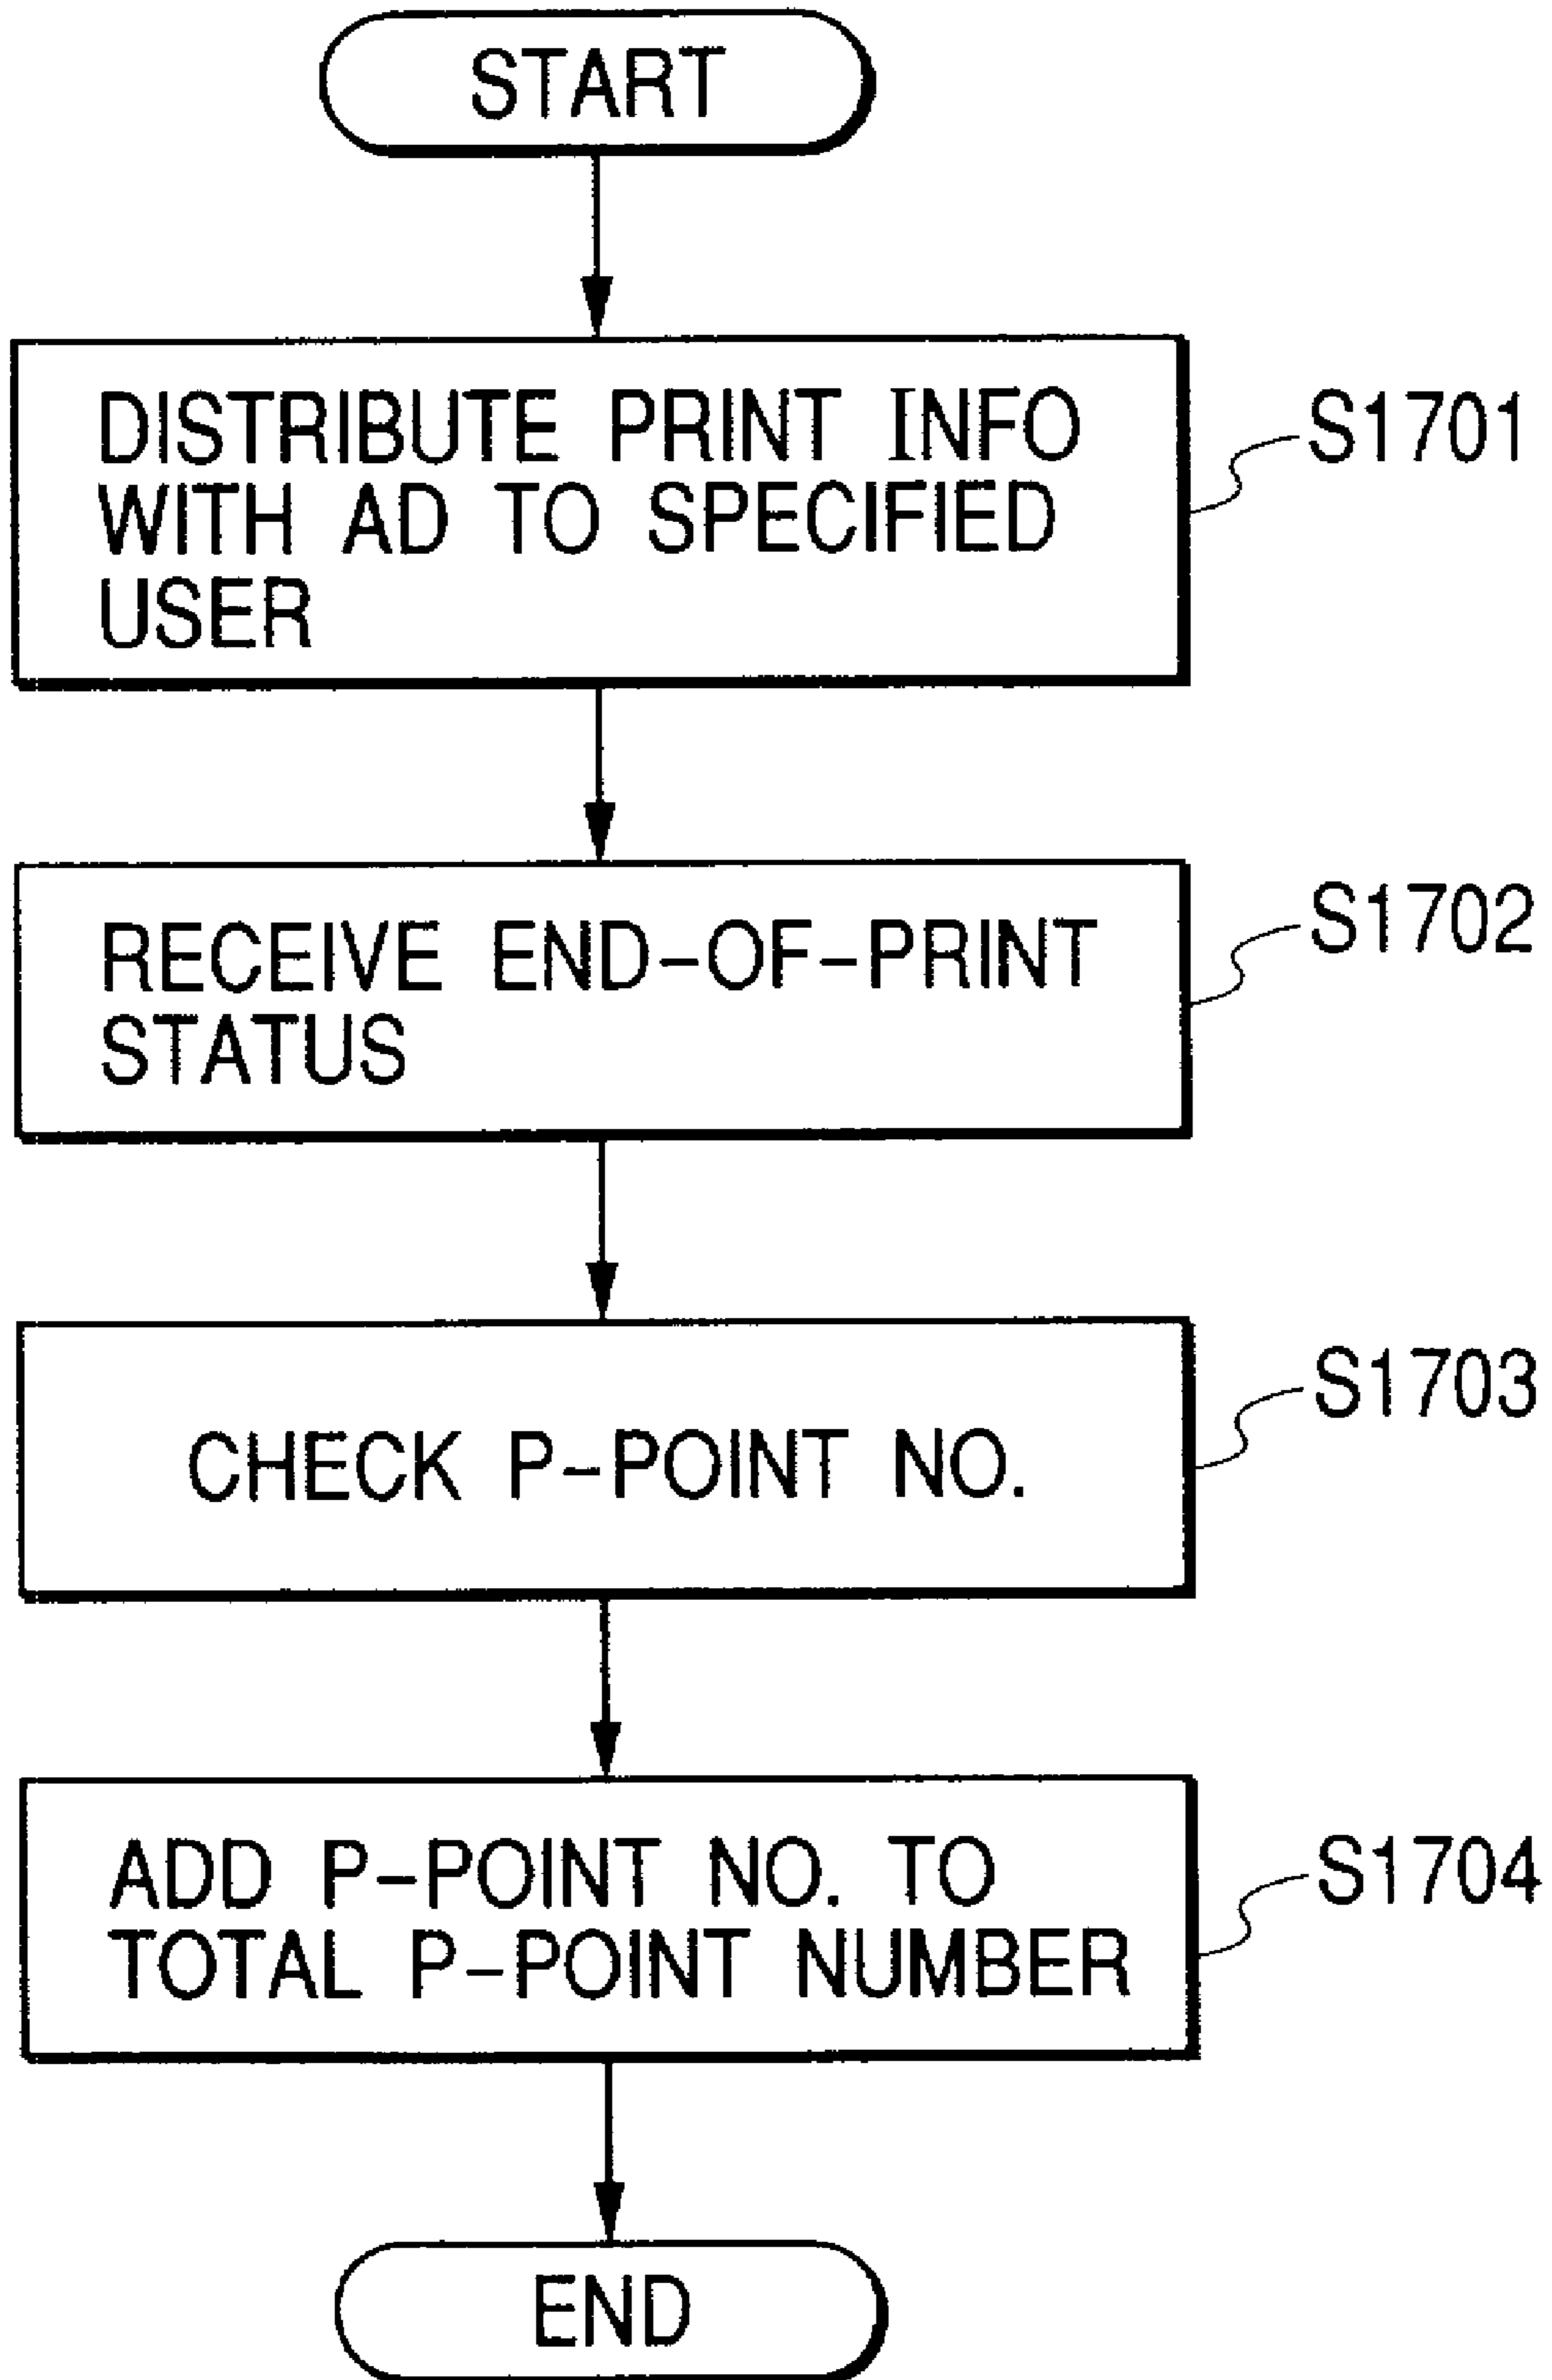 START
DISTRIBUTE PRINT INFO
WITH AD TO SPECIFIED
USER
S1701
RECEIVE END-OF-PRINT
STATUS
S1702
CHECK P-POINT NO.
S1703
ADD P-POINT NO. TO
TOTAL P-POINT NUMBER
S1704
END